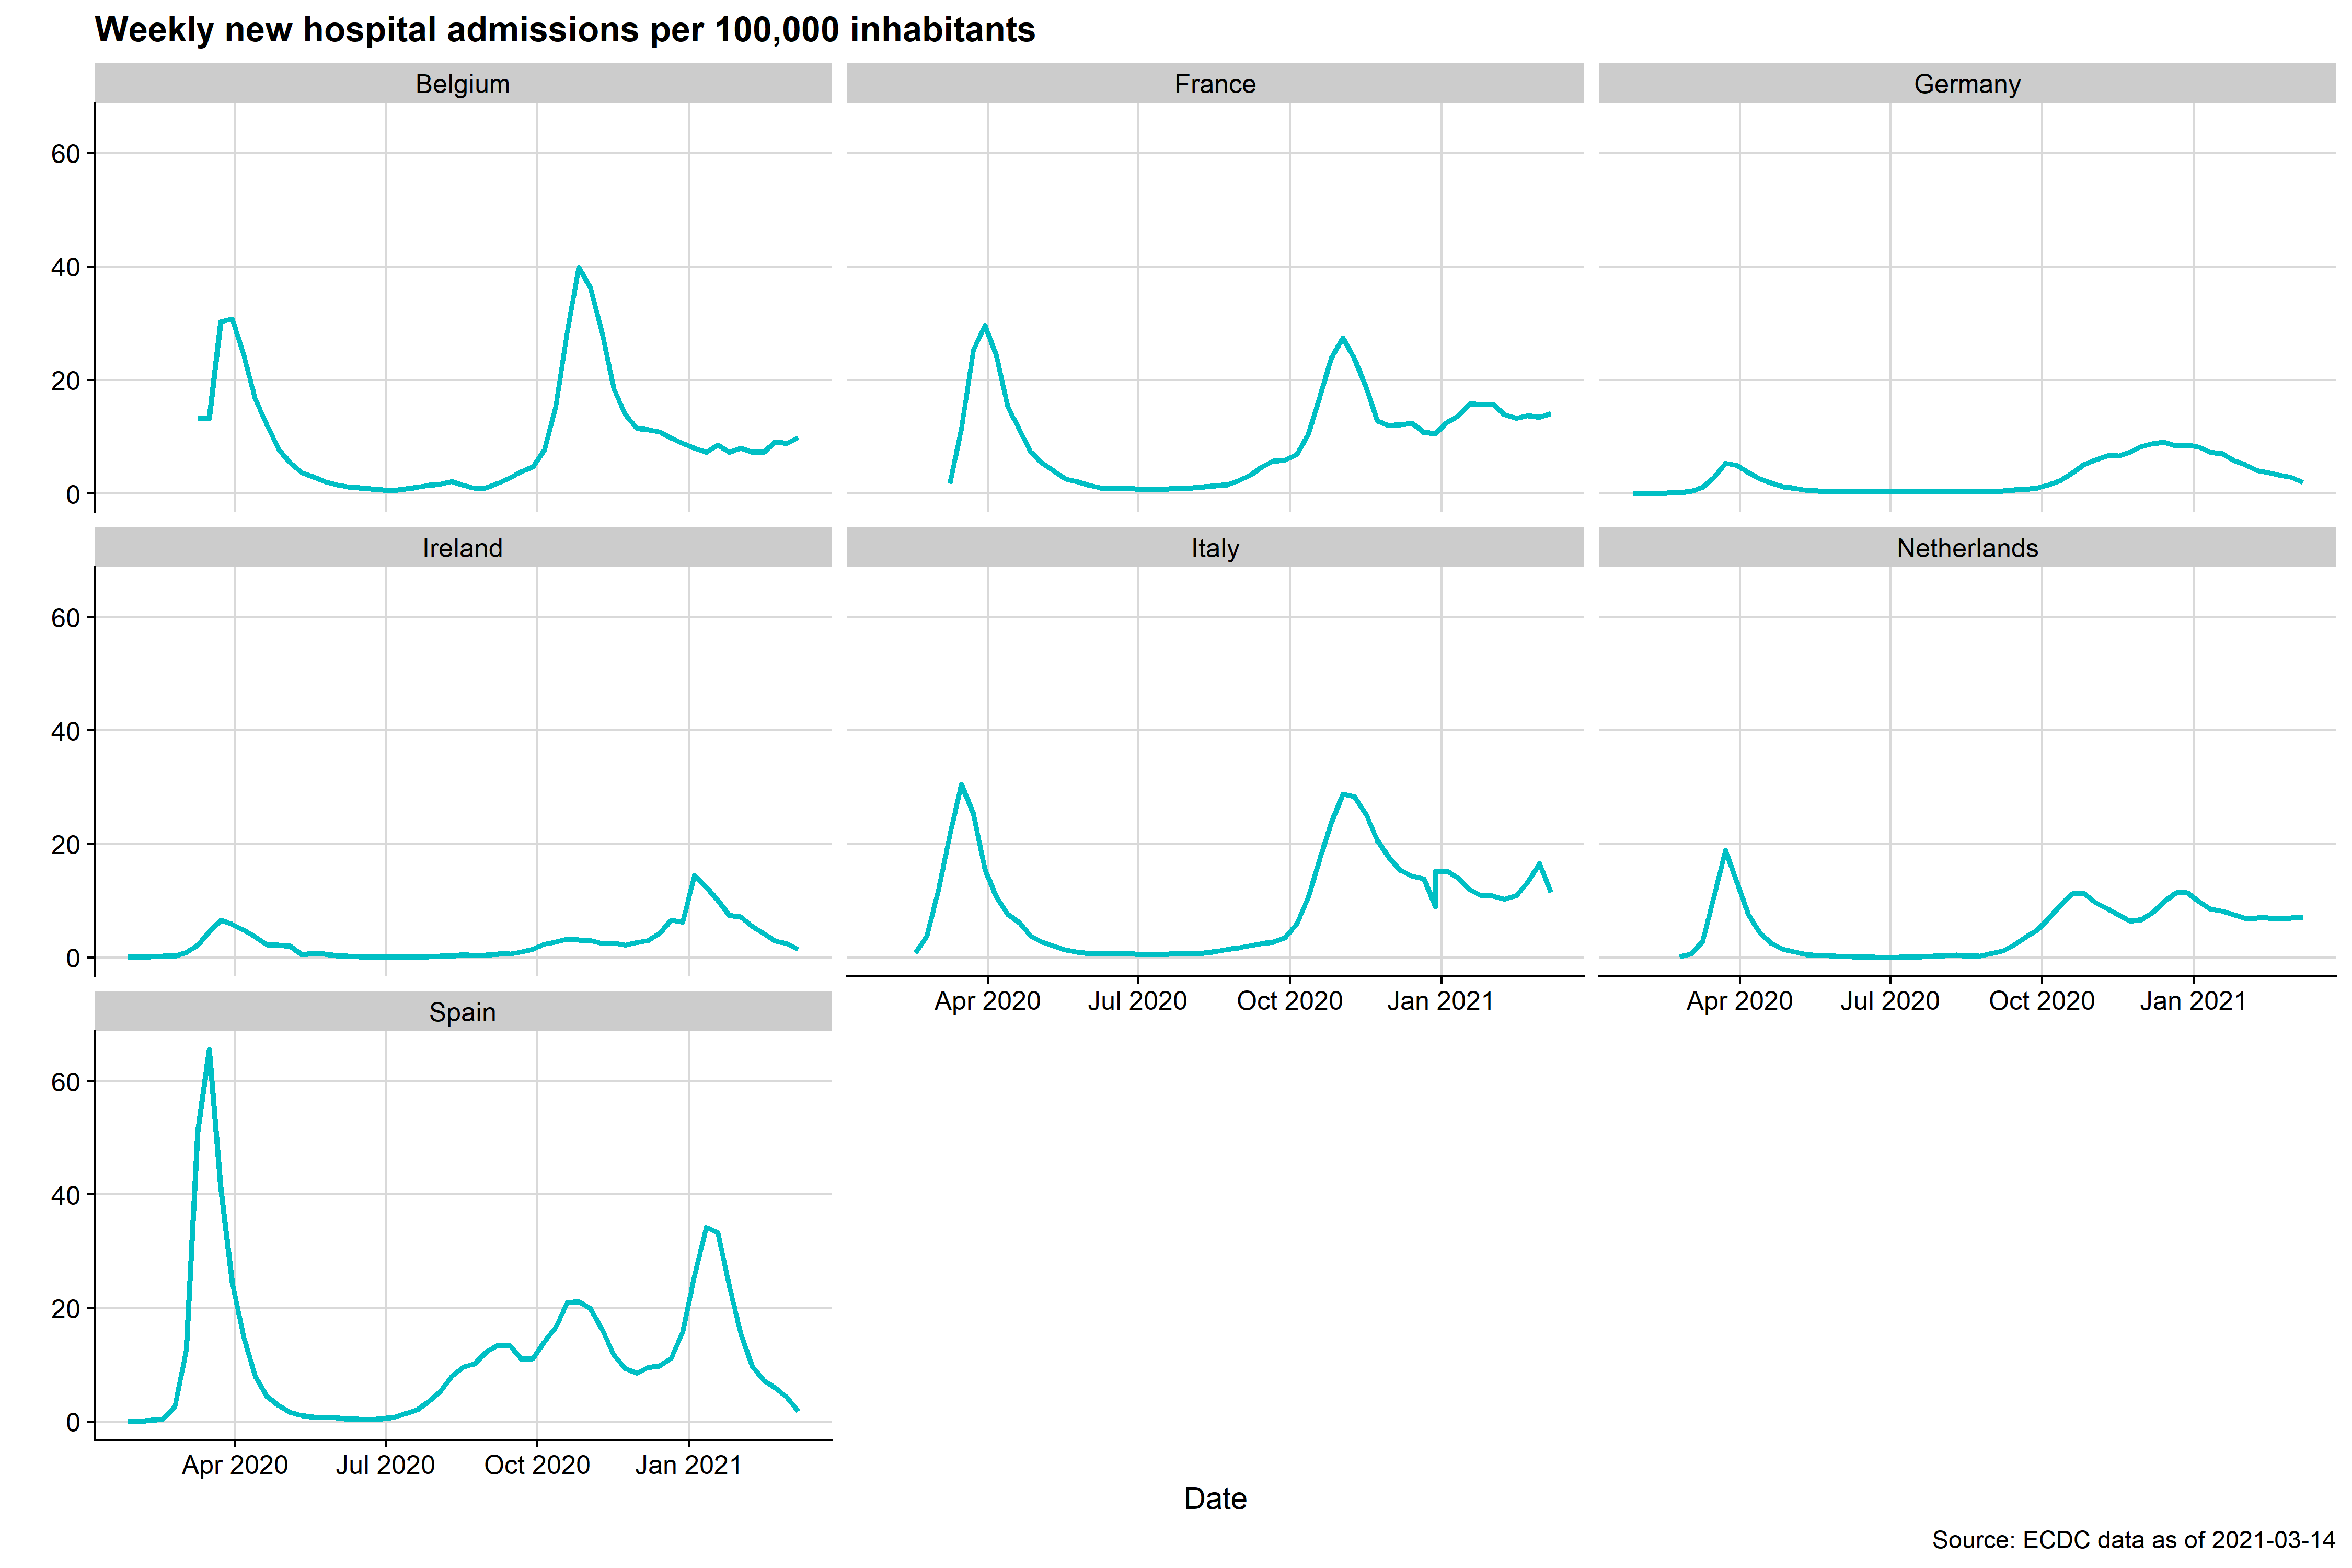 Weekly new hospital admissions per 100,000 inhabitants
Belgium France Germany
60
40
20
0
Ireland Italy Netherlands
60
40
20
0
Apr 2020 Jul 2020 Oct 2020 Jan 2021 Apr 2020 Jul 2020 Oct 2020 Jan 2021
Spain
60
40
20
0
Apr 2020 Jul 2020 Oct 2020 Jan 2021
Date
Source: ECDC data as of 2021-03-14